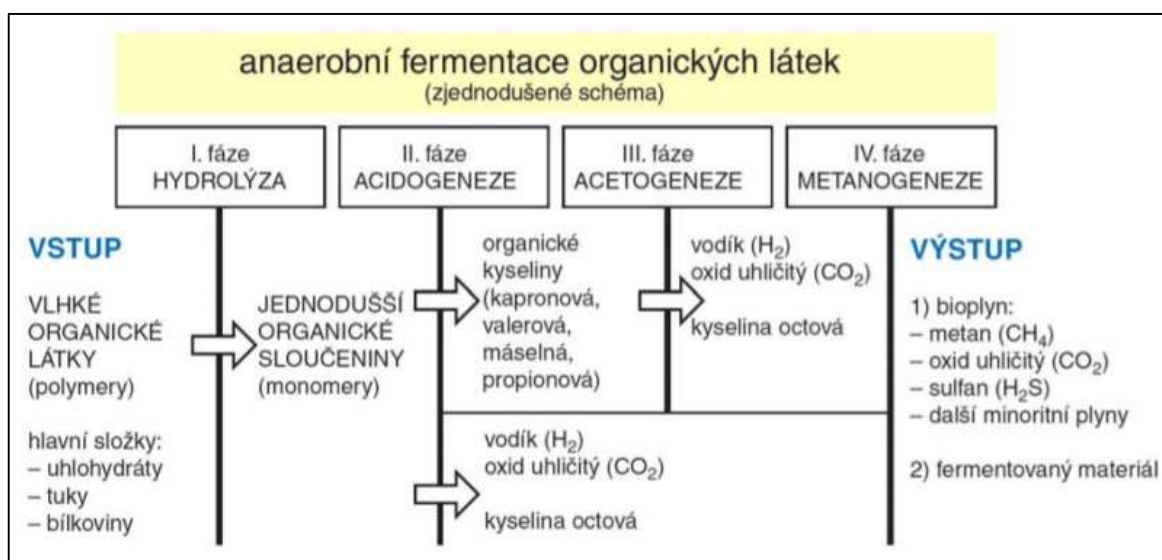 anaerobní fermentace organických látek
(zjednodušené schéma)
I. fáze
HYDROLÝZA
II. fáze
ACIDOGENEZE
III. fáze
ACETOGENEZE
IV. fáze
METANOGENEZE
VSTUP
VLHKÉ
ORGANICKÉ
LÁTKY
(polymery)
hlavní složky:
– uhlohydráty
– tuky
– bílkoviny
JEDNODUŠŠÍ
ORGANICKÉ
SLOUČENINY
(monomery)
organické
kyseliny
(kapronová,
valerová,
máselná,
propionová)
vodík (H₂)
oxid uhličitý (CO₂)
kyselina octová
vodík (H₂)
oxid uhličitý (CO₂)
kyselina octová
VÝSTUP
1) bioplyn:
– metan (CH₄)
– oxid uhličitý (CO₂)
– sulfan (H₂S)
– další minoritní plyny
2) fermentovaný materiál